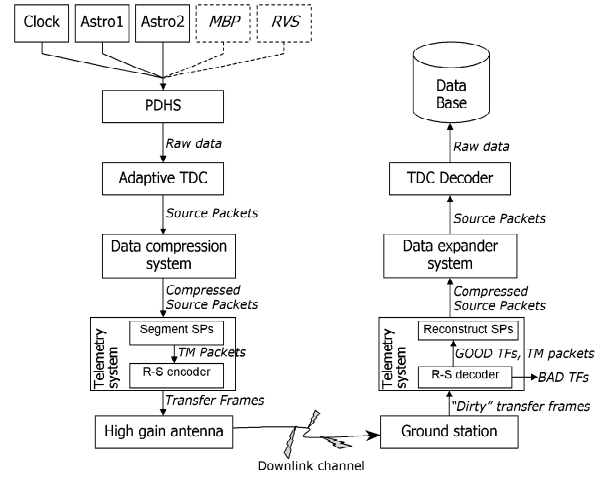 Clock
Astro1
Astro2
MBP
RVS
PDHS
Raw data
Adaptive TDC
Source Packets
Data compression
system
Compressed
Source Packets
Telemetry
system
Segment SPs
TM Packets
R-S encoder
Transfer Frames
High gain antenna
Downlink channel
Data
Base
Raw data
TDC Decoder
Source Packets
Data expander
system
Compressed
Source Packets
Telemetry
system
Reconstruct SPs
GOOD TFs, TM packets
R-S decoder
BAD TFs
“Dirty” transfer frames
Ground station